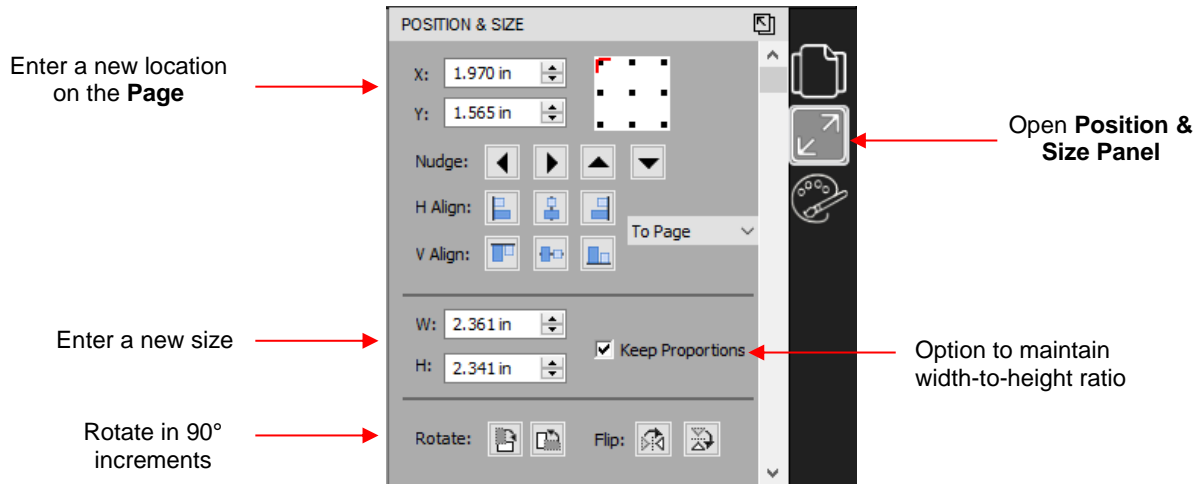 POSITION & SIZE
Enter a new location
on the Page
X: 1.970 in
Y: 1.565 in
Open Position &
Size Panel
Nudge:
H Align:
To Page
V Align:
Enter a new size
W: 2.361 in
Keep Proportions
H: 2.341 in
Option to maintain
width-to-height ratio
Rotate in 90°
increments
Rotate:
Flip: